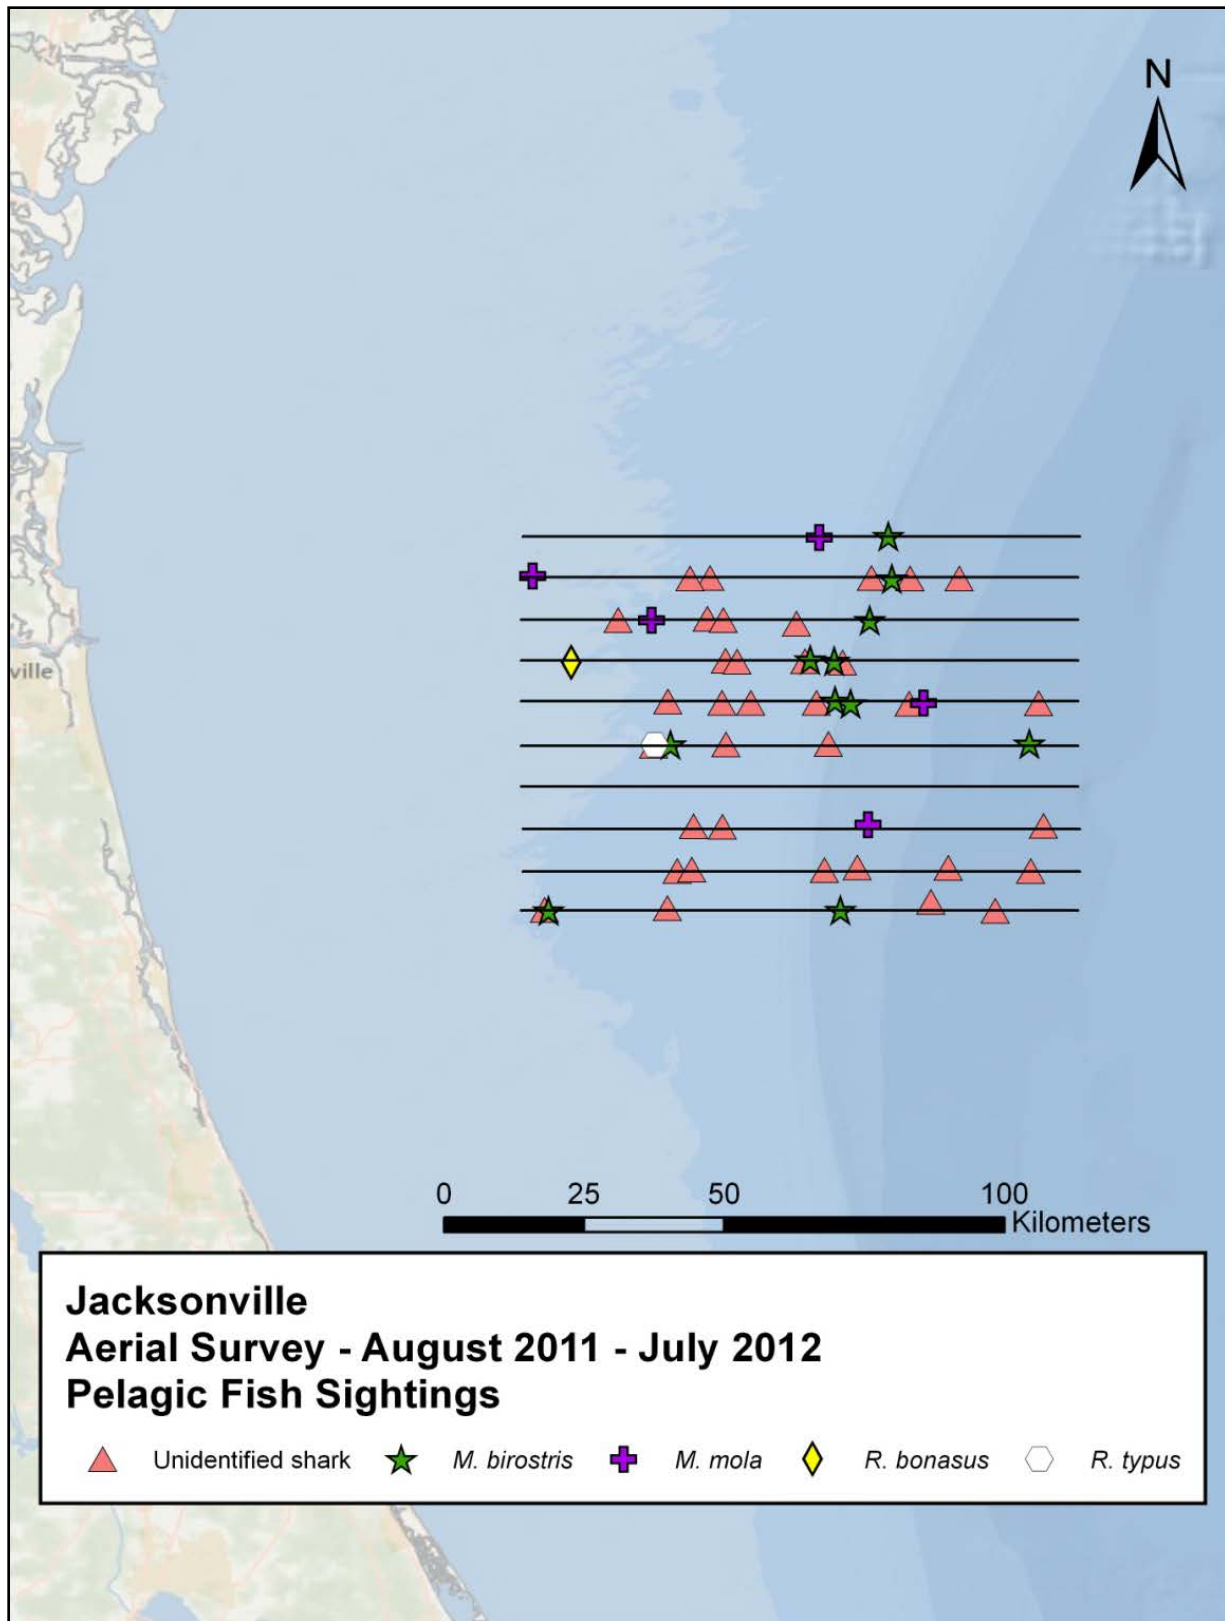 N
ville
0 25 50 100
Kilometers
Jacksonville
Aerial Survey - August 2011 - July 2012
Pelagic Fish Sightings
Unidentified shark M. birostris M. mola R. bonasus R. typus